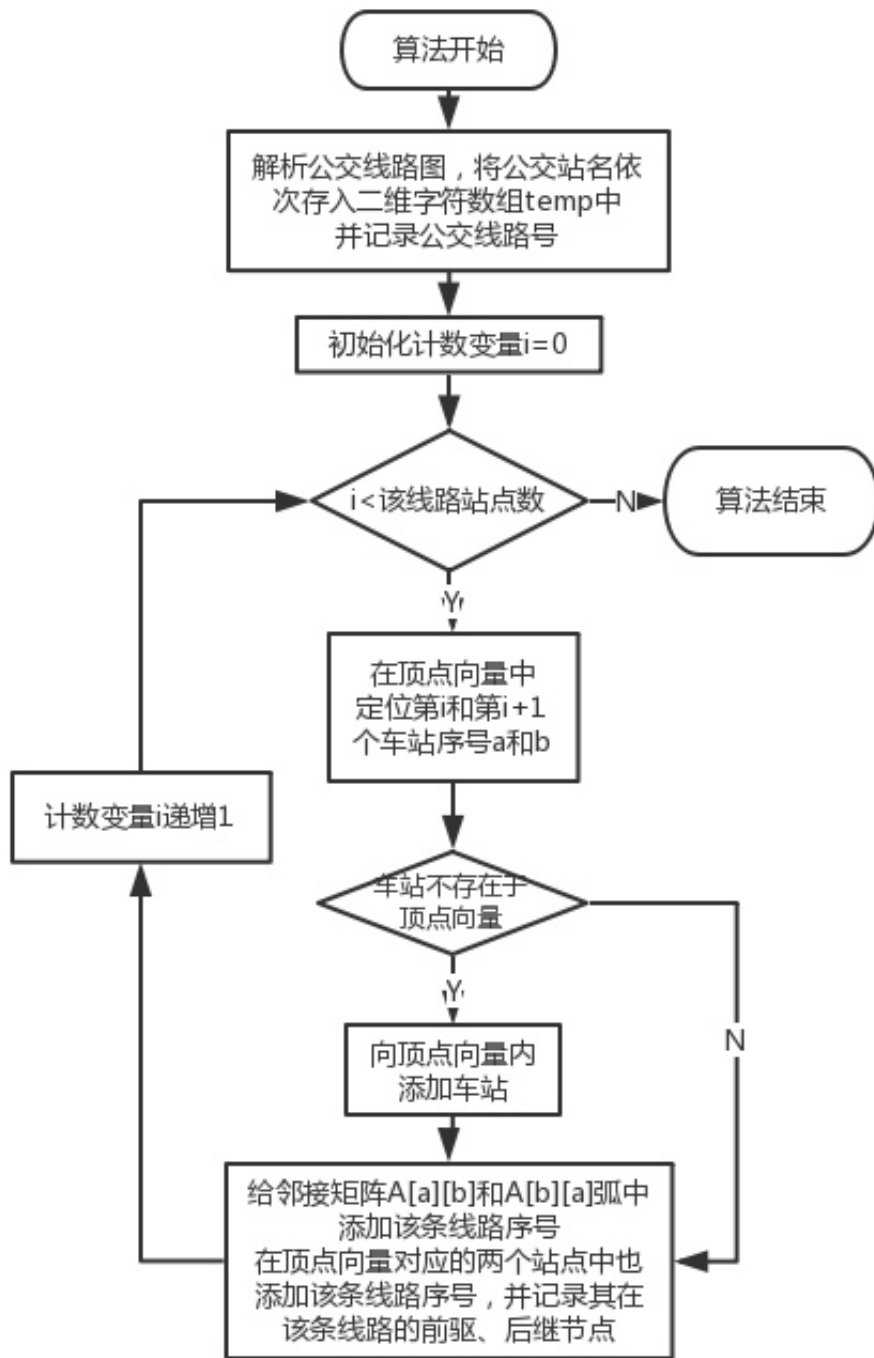 算法开始
解析公交线路图，将公交站名依
次存入二维字符数组temp中
并记录公交线路号
初始化计数变量i=0
i<该线路站点数
N
算法结束
Y
在顶点向量中
定位第i和第i+1
个车站序号a和b
计数变量i递增1
车站不存在于
顶点向量
Y
N
向顶点向量内
添加车站
给邻接矩阵A[a][b]和A[b][a]弧中
添加该条线路序号
在顶点向量对应的两个站点中也
添加该条线路序号，并记录其在
该条线路的前驱、后继节点